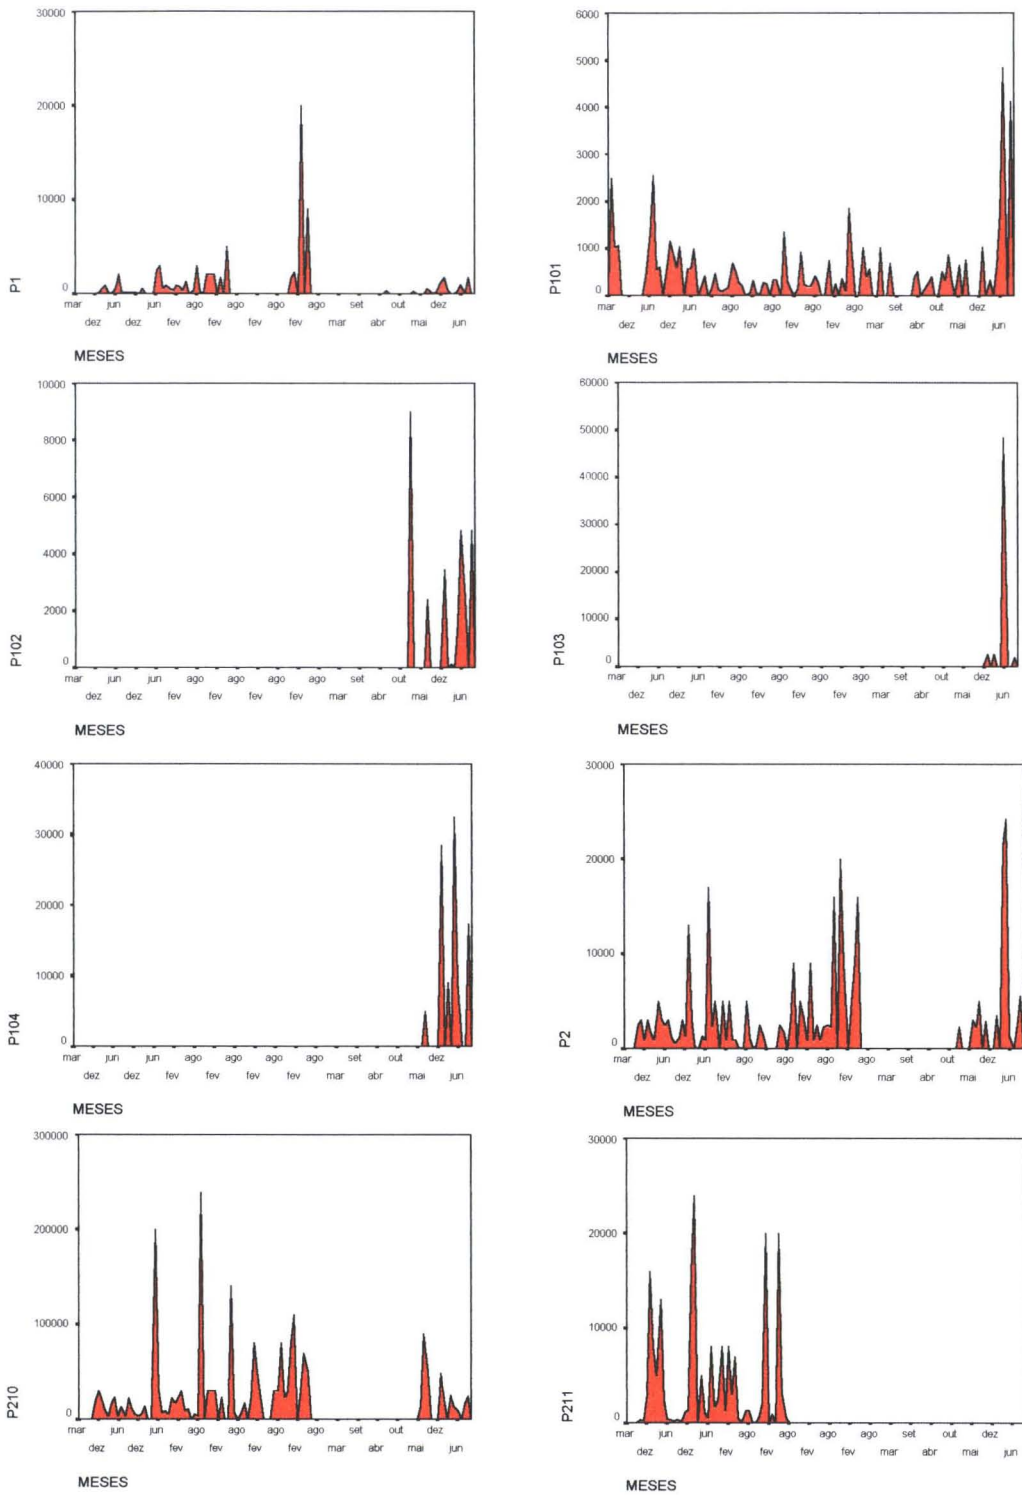 30000
20000
10000
0
P1
mar jun jun ago ago ago ago set out dez
dez dez fev fev fev fev mar abr mai jun
MESES
6000
5000
4000
3000
2000
1000
0
P101
mar jun jun ago ago ago ago set out dez
dez dez fev fev fev fev mar abr mai jun
MESES
10000
8000
6000
4000
2000
0
P102
mar jun jun ago ago ago ago set out dez
dez dez fev fev fev fev mar abr mai jun
MESES
60000
50000
40000
30000
20000
10000
0
P103
mar jun jun ago ago ago ago set out dez
dez dez fev fev fev fev mar abr mai jun
MESES
40000
30000
20000
10000
0
P104
mar jun jun ago ago ago ago set out dez
dez dez fev fev fev fev mar abr mai jun
MESES
30000
20000
10000
0
P2
mar jun jun ago ago ago ago set out dez
dez dez fev fev fev fev mar abr mai jun
MESES
300000
200000
100000
0
P210
mar jun jun ago ago ago ago set out dez
dez dez fev fev fev fev mar abr mai jun
MESES
30000
20000
10000
0
P211
mar jun jun ago ago ago ago set out dez
dez dez fev fev fev fev mar abr mai jun
MESES